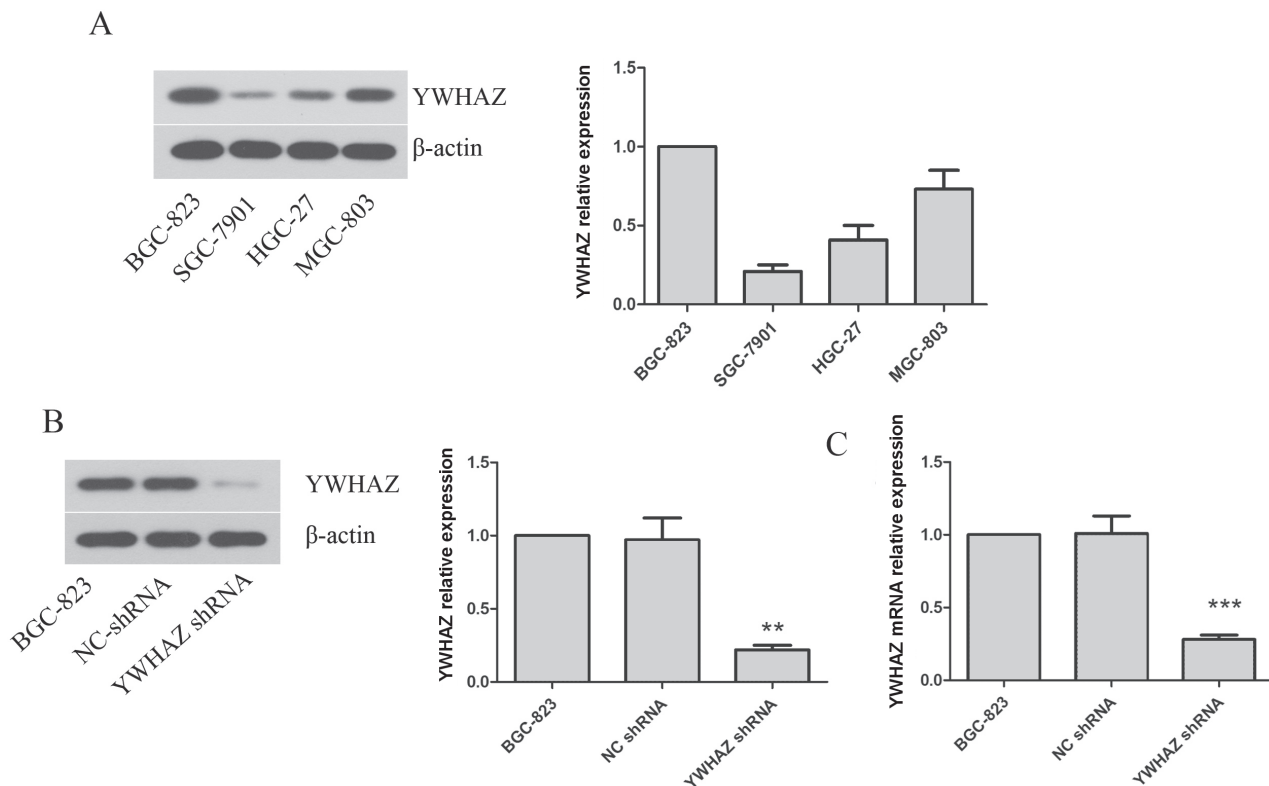 A
YWHAZ
β-actin
BGC-823
SGC-7901
HGC-27
MGC-803
YWHAZ relative expression
1.5
1.0
0.5
0.0
BGC-823
SGC-7901
HGC-27
MGC-803
B
YWHAZ
β-actin
BGC-823
NC-shRNA
YWHAZ shRNA
YWHAZ relative expression
1.5
1.0
0.5
0.0
**
BGC-823
NC shRNA
YWHAZ shRNA
C
YWHAZ mRNA relative expression
1.5
1.0
0.5
0.0
***
BGC-823
NC shRNA
YWHAZ shRNA